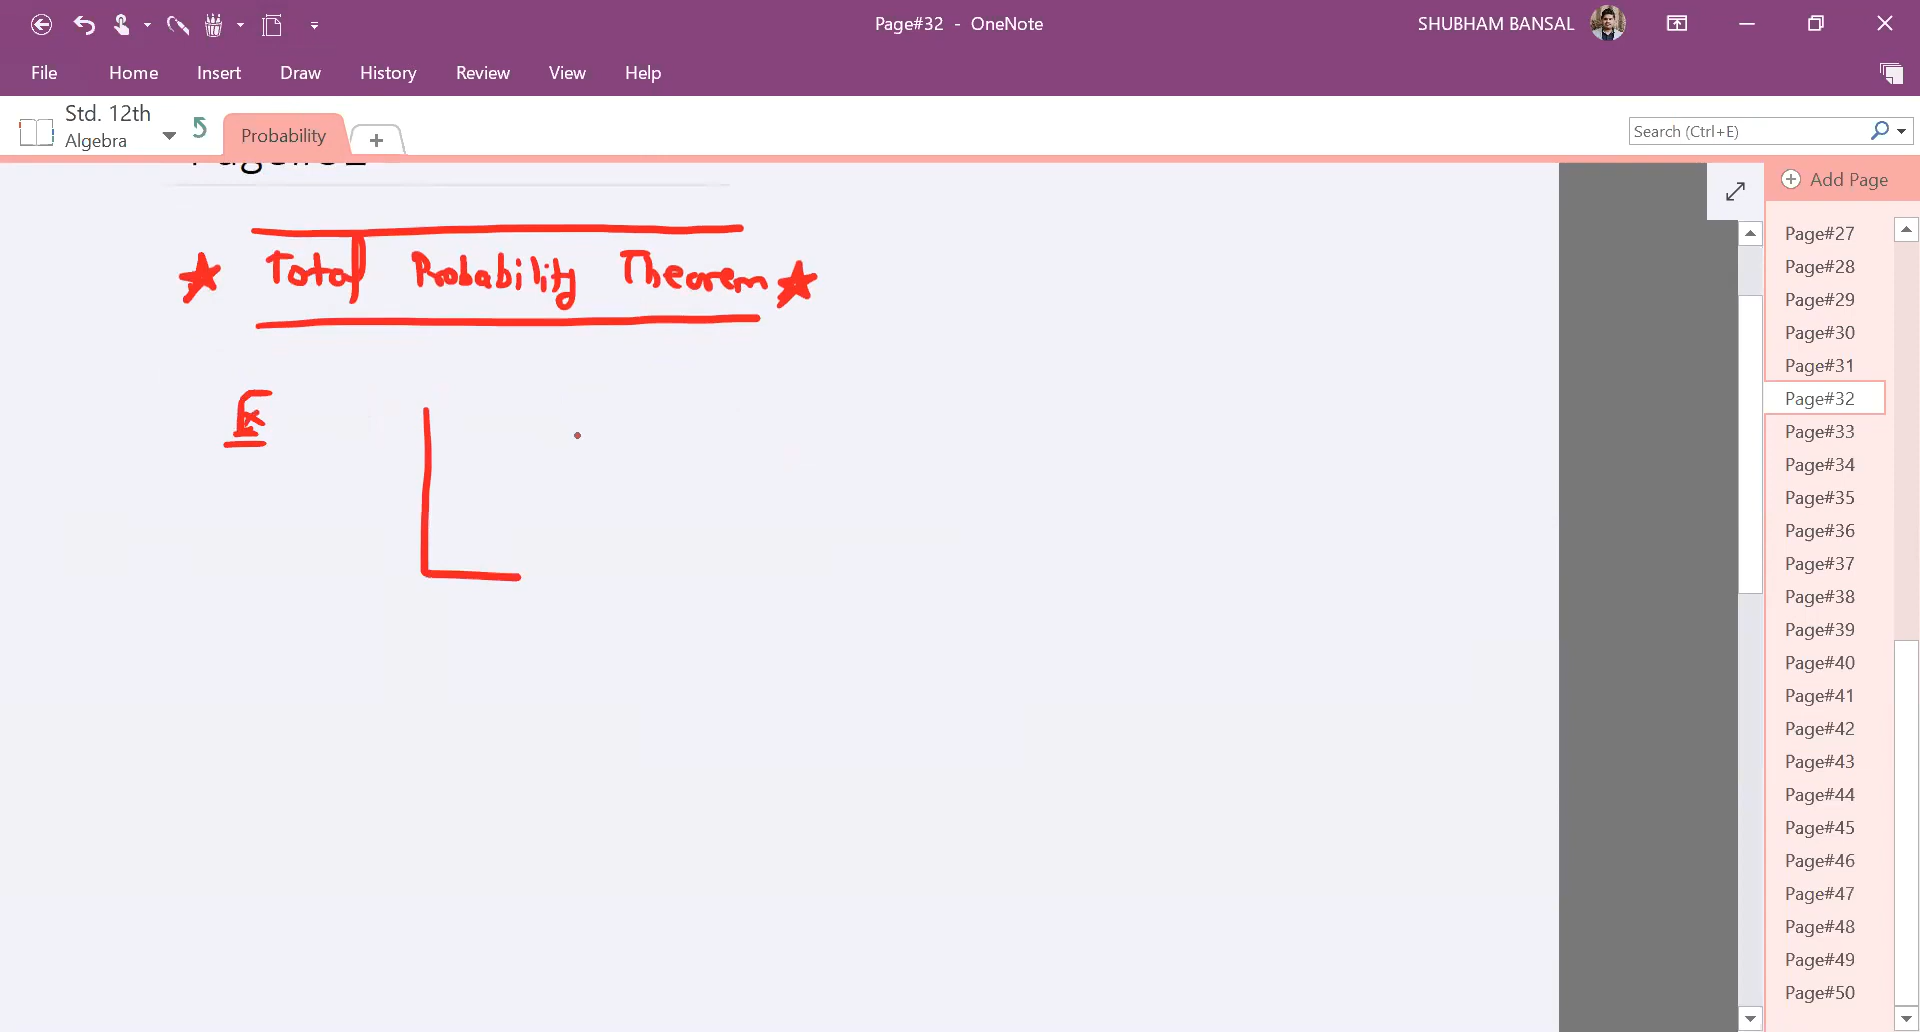 Page#32 - OneNote
SHUBHAM BANSAL
File Home Insert Draw History Review View Help
Std. 12th
Algebra
Probability
Search (Ctrl+E)
Add Page
Total Probability Theorem
Ex
Page#27
Page#28
Page#29
Page#30
Page#31
Page#32
Page#33
Page#34
Page#35
Page#36
Page#37
Page#38
Page#39
Page#40
Page#41
Page#42
Page#43
Page#44
Page#45
Page#46
Page#47
Page#48
Page#49
Page#50